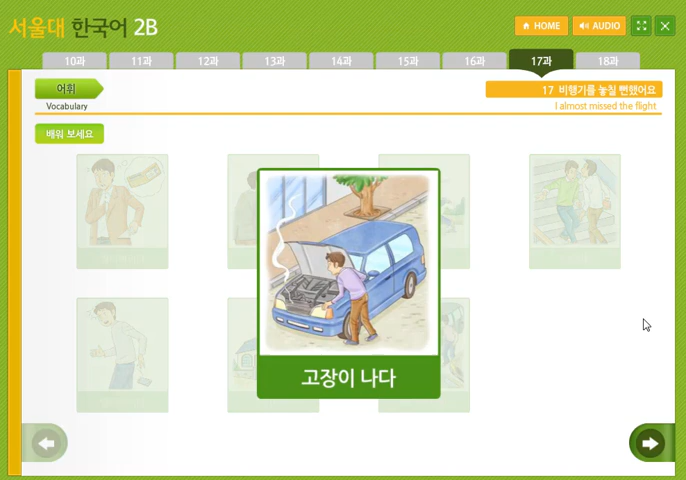 서울대 한국어 2B
HOME
AUDIO
10과
11과
12과
13과
14과
15과
16과
17과
18과
어휘
Vocabulary
17 비행기를 놓칠 뻔했어요
I almost missed the flight
배워 보세요
고장이 나다